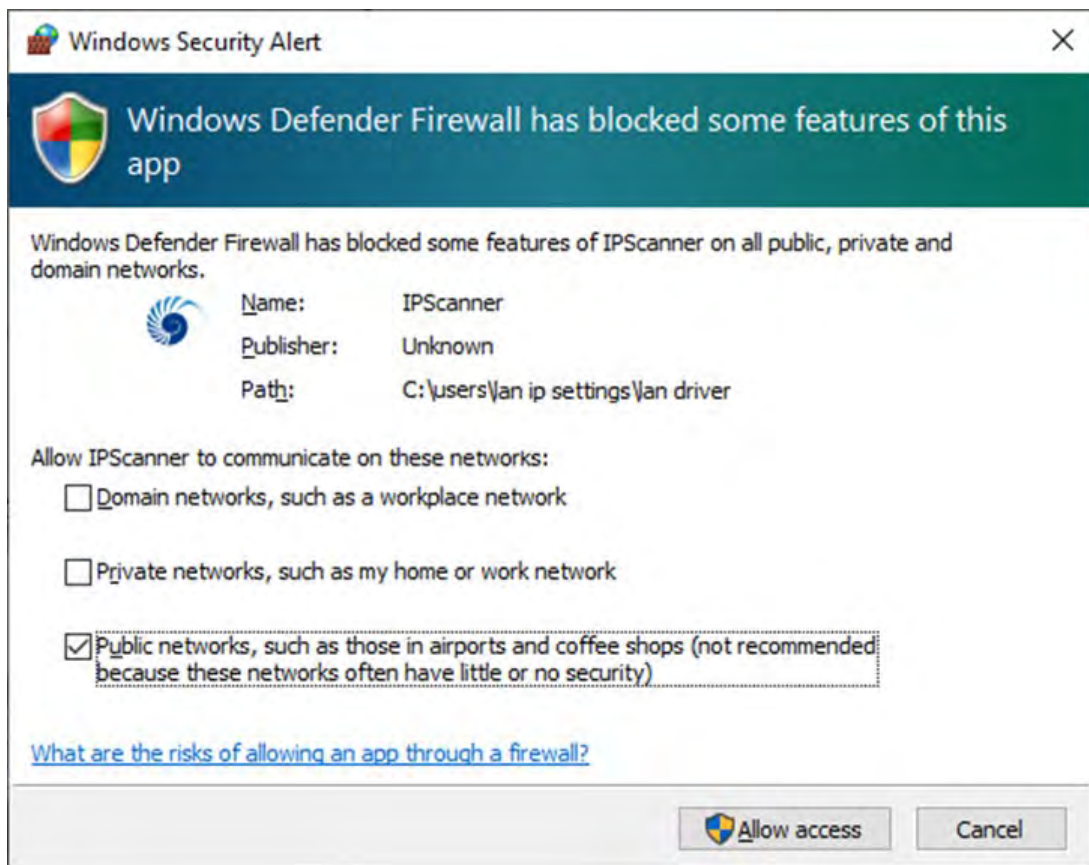 Windows Security Alert
Windows Defender Firewall has blocked some features of this
app
Windows Defender Firewall has blocked some features of IPScanner on all public, private and
domain networks.
Name: IPScanner
Publisher: Unknown
Path: C:\users\lan ip settings\lan driver
Allow IPScanner to communicate on these networks:
Domain networks, such as a workplace network
Private networks, such as my home or work network
Public networks, such as those in airports and coffee shops (not recommended
because these networks often have little or no security)
What are the risks of allowing an app through a firewall?
Allow access Cancel